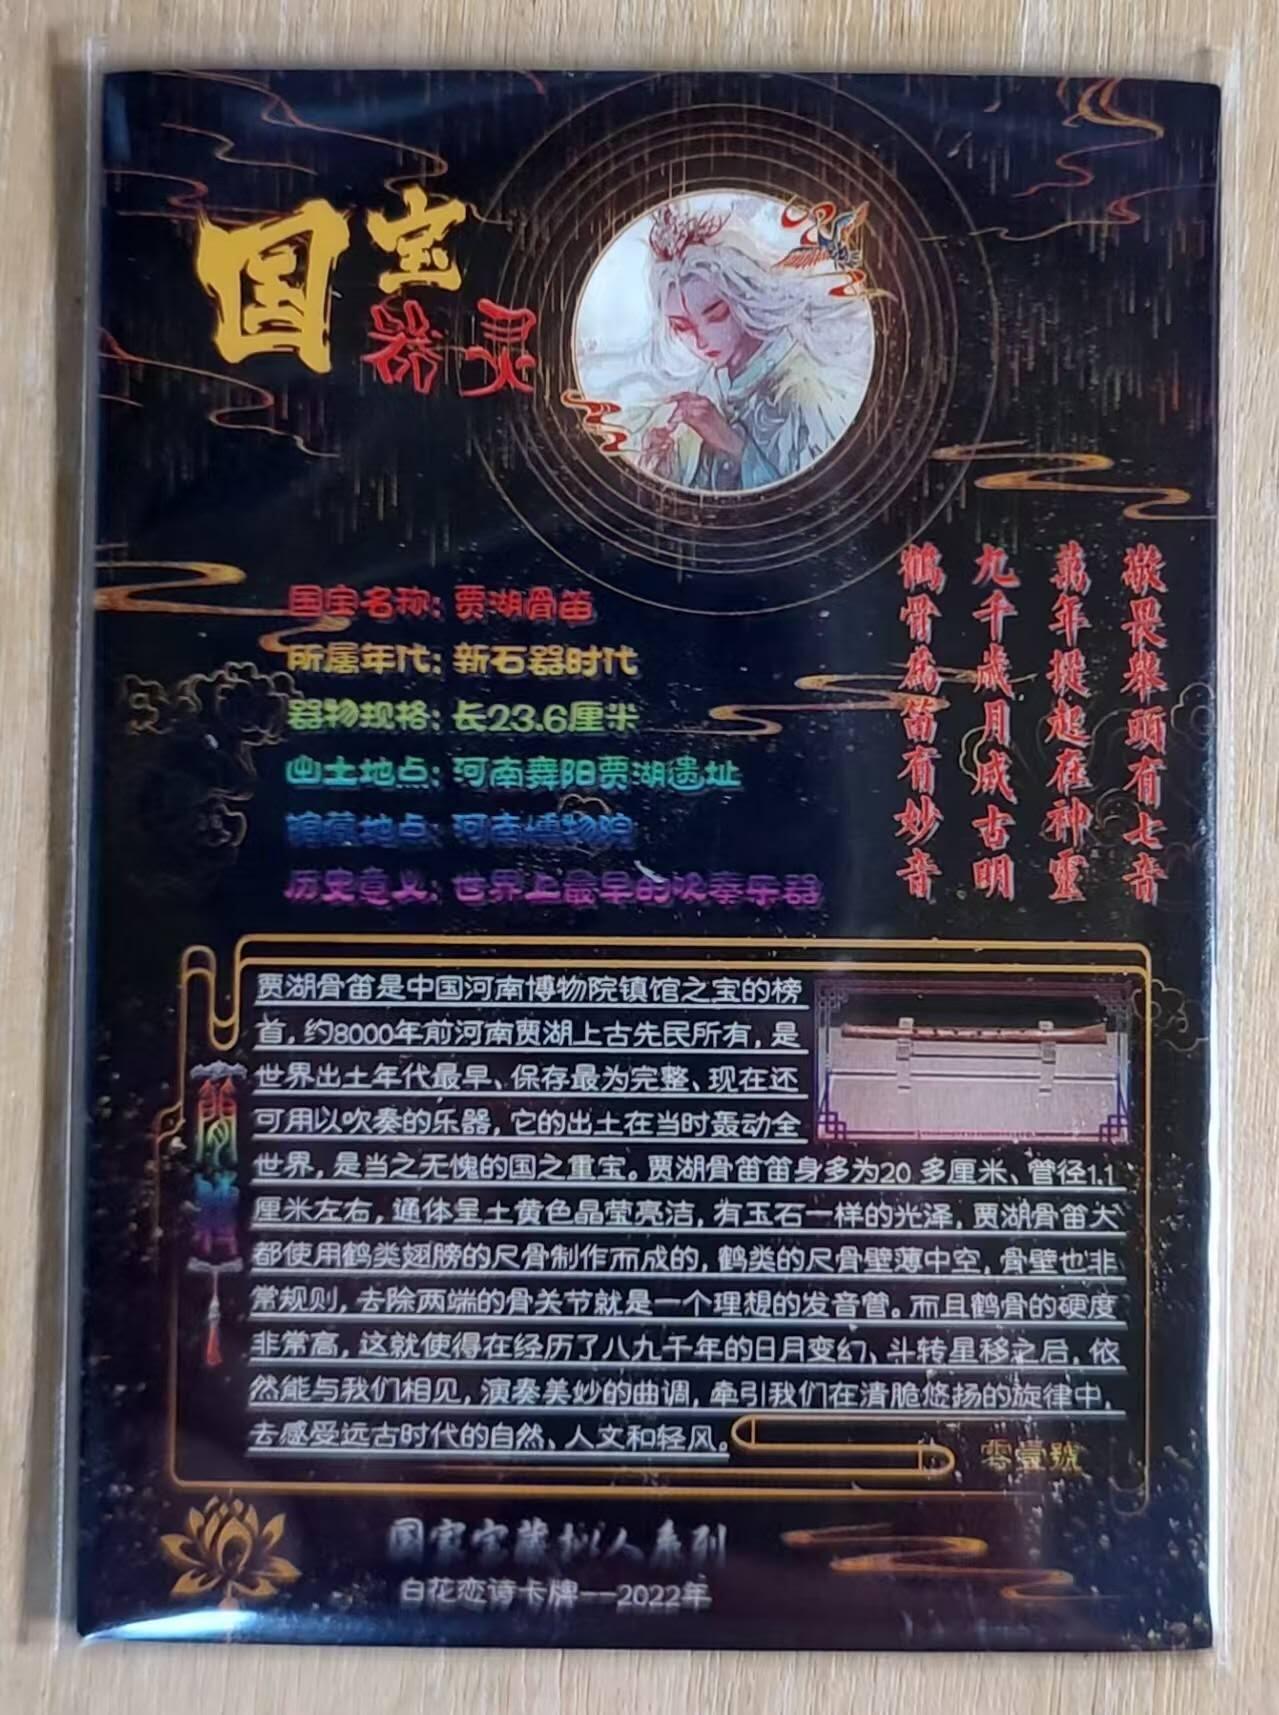 国宝
器灵
国宝名称：贾湖骨笛
所属年代：新石器时代
器物规格：长23.6厘米
出土地点：河南舞阳贾湖遗址
馆藏地点：河南博物院
历史意义：世界上最早的吹奏乐器
敬畏舉頭有七音
萬年提起在神靈
九千歲月威古明
鶴骨為笛有妙音
贾湖骨笛是中国河南博物院镇馆之宝的榜
首，约8000年前河南贾湖上古先民所有，是
世界出土年代最早、保存最为完整、现在还
可用以吹奏的乐器，它的出土在当时轰动全
世界，是当之无愧的国之重宝。贾湖骨笛笛身多为20 多厘米、管径1.1
厘米左右，通体呈土黄色晶莹亮洁，有玉石一样的光泽，贾湖骨笛大
都使用鹤类翅膀的尺骨制作而成的，鹤类的尺骨壁薄中空，骨壁也非
常规则，去除两端的骨关节就是一个理想的发音管。而且鹤骨的硬度
非常高，这就使得在经历了八九千年的日月变幻、斗转星移之后，依
然能与我们相见，演奏美妙的曲调，牵引我们在清脆悠扬的旋律中，
去感受远古时代的自然、人文和轻风。
零壹號
国家宝藏拟人系列
白花恋诗卡牌——2022年